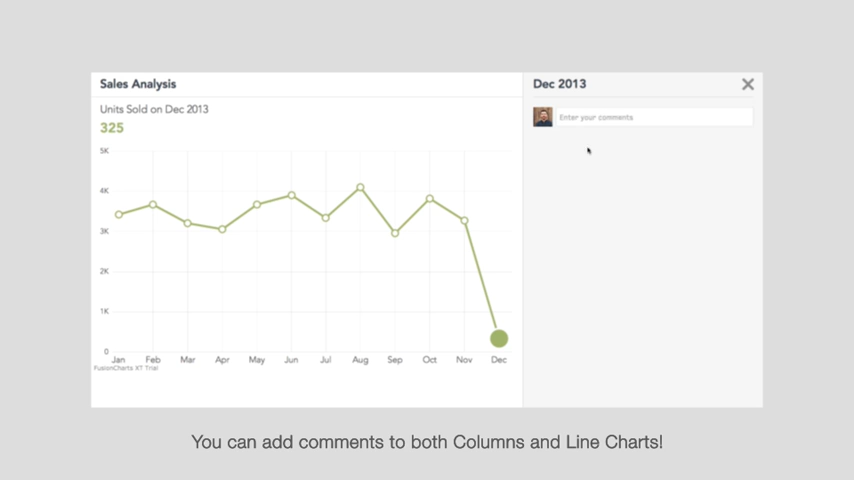 Sales Analysis
Units Sold on Dec 2013
325
5K
4K
3K
2K
1K
0
Jan Feb Mar Apr May Jun Jul Aug Sep Oct Nov Dec
FusionCharts XT Trial
Dec 2013
Enter your comments
You can add comments to both Columns and Line Charts!